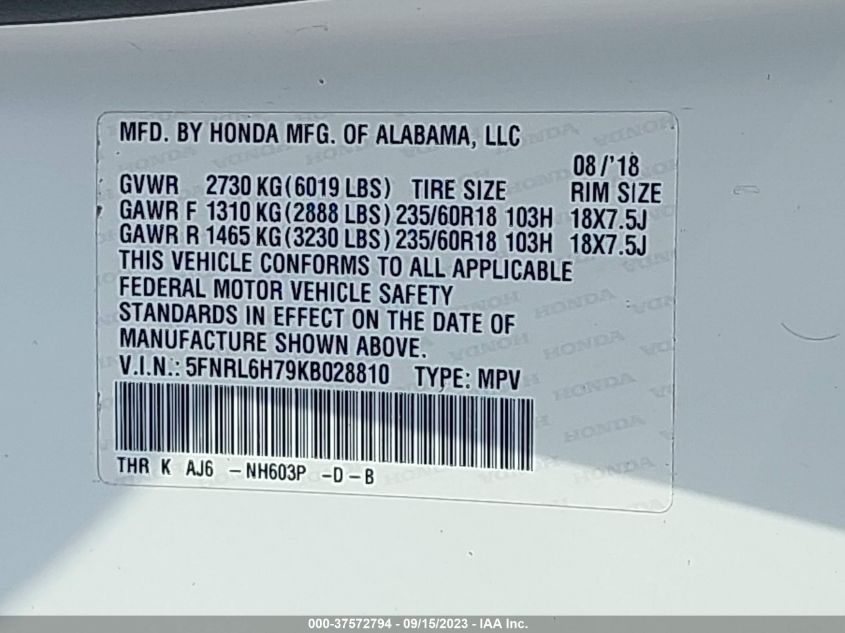 MFD. BY HONDA MFG. OF ALABAMA, LLC
08/'18
GVWR 2730 KG(6019 LBS) TIRE SIZE RIM SIZE
GAWR F 1310 KG(2888 LBS) 235/60R18 103H 18X7.5J
GAWR R 1465 KG(3230 LBS) 235/60R18 103H 18X7.5J
THIS VEHICLE CONFORMS TO ALL APPLICABLE
FEDERAL MOTOR VEHICLE SAFETY
STANDARDS IN EFFECT ON THE DATE OF
MANUFACTURE SHOWN ABOVE.
V.I.N.: 5FNRL6H79KB028810 TYPE: MPV
THR K AJ6 -NH603P -D-B
000-37572794 - 09/15/2023 - IAA Inc.